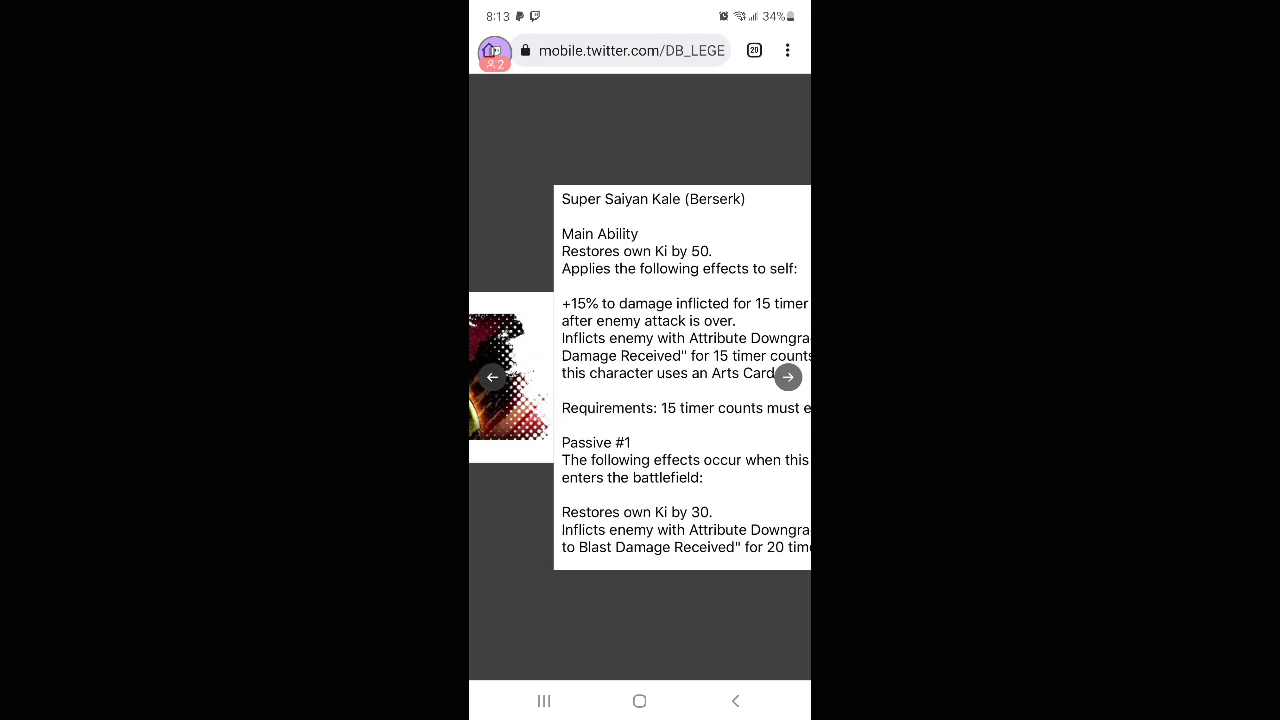 8:13
34%
mobile.twitter.com/DB_LEGE
20
2
Super Saiyan Kale (Berserk)
Main Ability
Restores own Ki by 50.
Applies the following effects to self:
+15% to damage inflicted for 15 timer
after enemy attack is over.
Inflicts enemy with Attribute Downgra
Damage Received" for 15 timer counts
this character uses an Arts Card
Requirements: 15 timer counts must e
Passive #1
The following effects occur when this
enters the battlefield:
Restores own Ki by 30.
Inflicts enemy with Attribute Downgra
to Blast Damage Received" for 20 tim